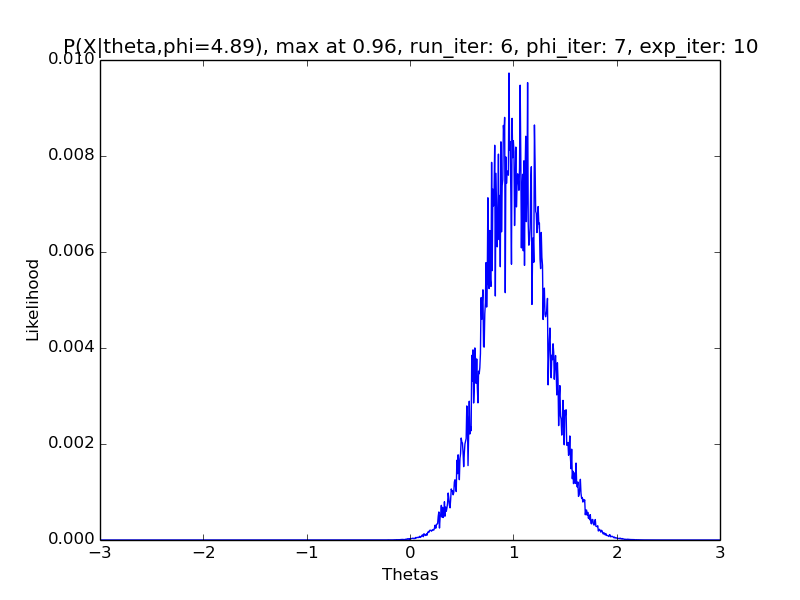 P(X|theta,phi=4.89), max at 0.96, run_iter: 6, phi_iter: 7, exp_iter: 10
0.010
0.008
0.006
Likelihood
0.004
0.002
0.000
−3 −2 −1 0 1 2 3
Thetas